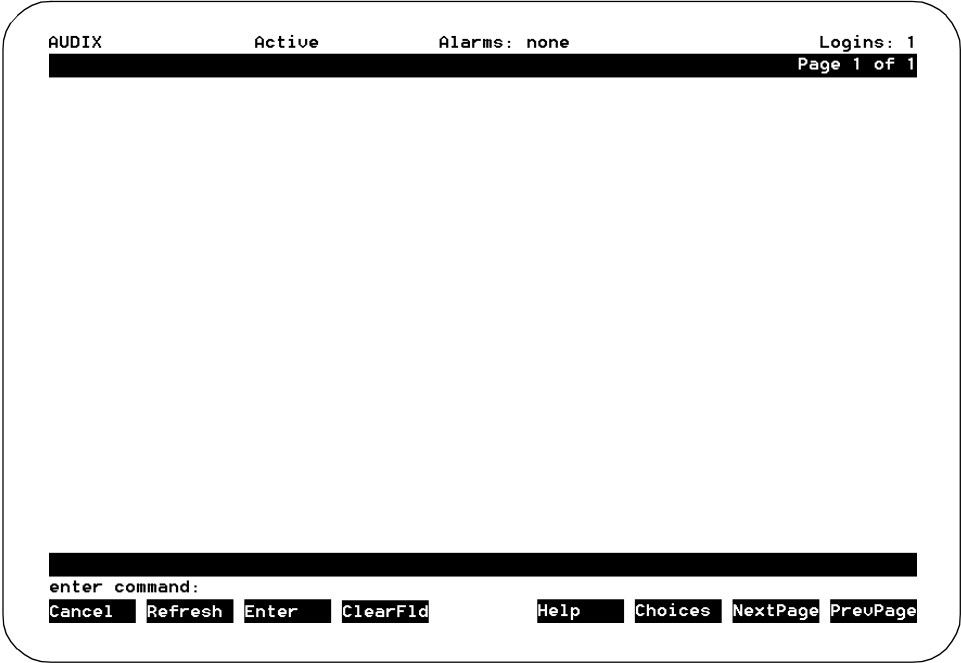 AUDIX Active Alarms: none Logins: 1
Page 1 of 1
enter command:
Cancel Refresh Enter ClearFld Help Choices NextPage PrevPage